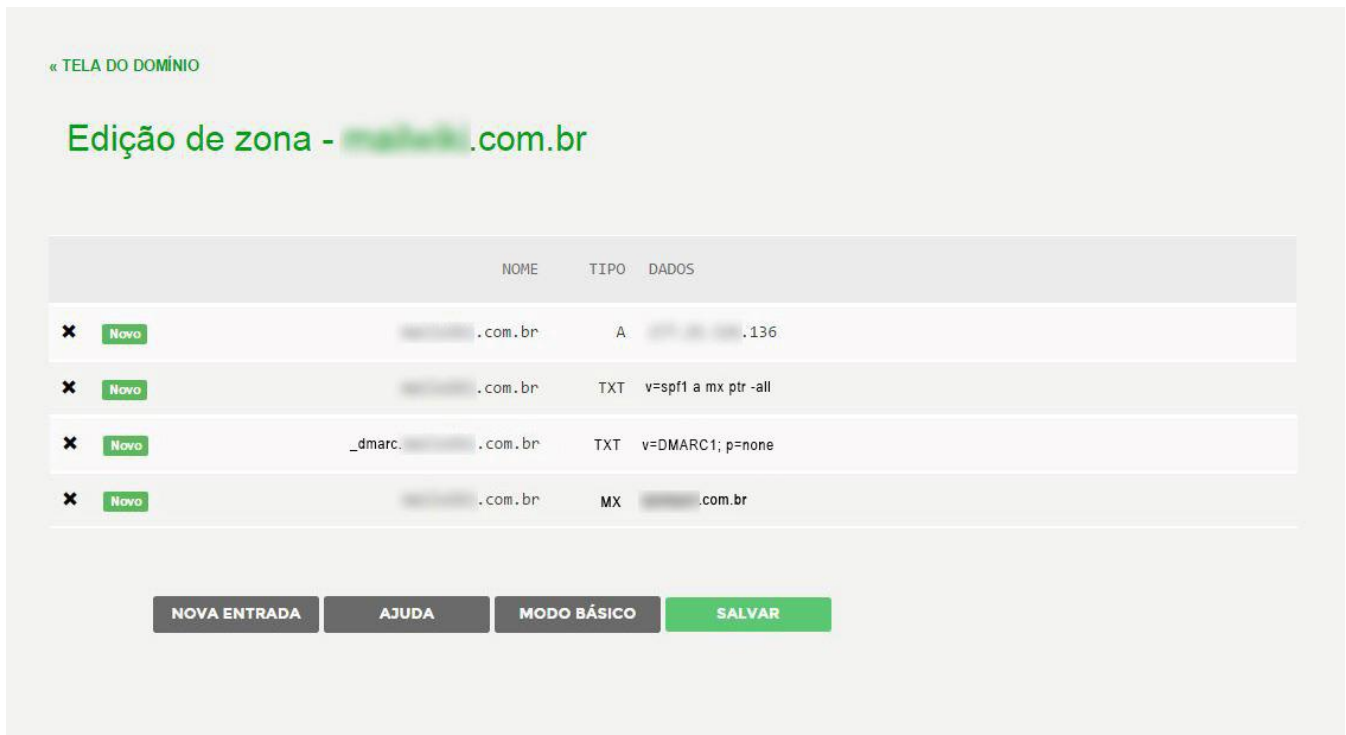 « TELA DO DOMÍNIO
Edição de zona - .com.br
NOME TIPO DADOS
Novo .com.br A .136
Novo .com.br TXT v=spf1 a mx ptr -all
Novo _dmarc. .com.br TXT v=DMARC1; p=none
Novo .com.br MX .com.br
NOVA ENTRADA AJUDA MODO BÁSICO SALVAR